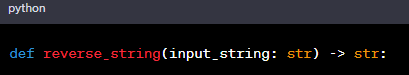 python
def reverse_string(input_string: str) -> str: